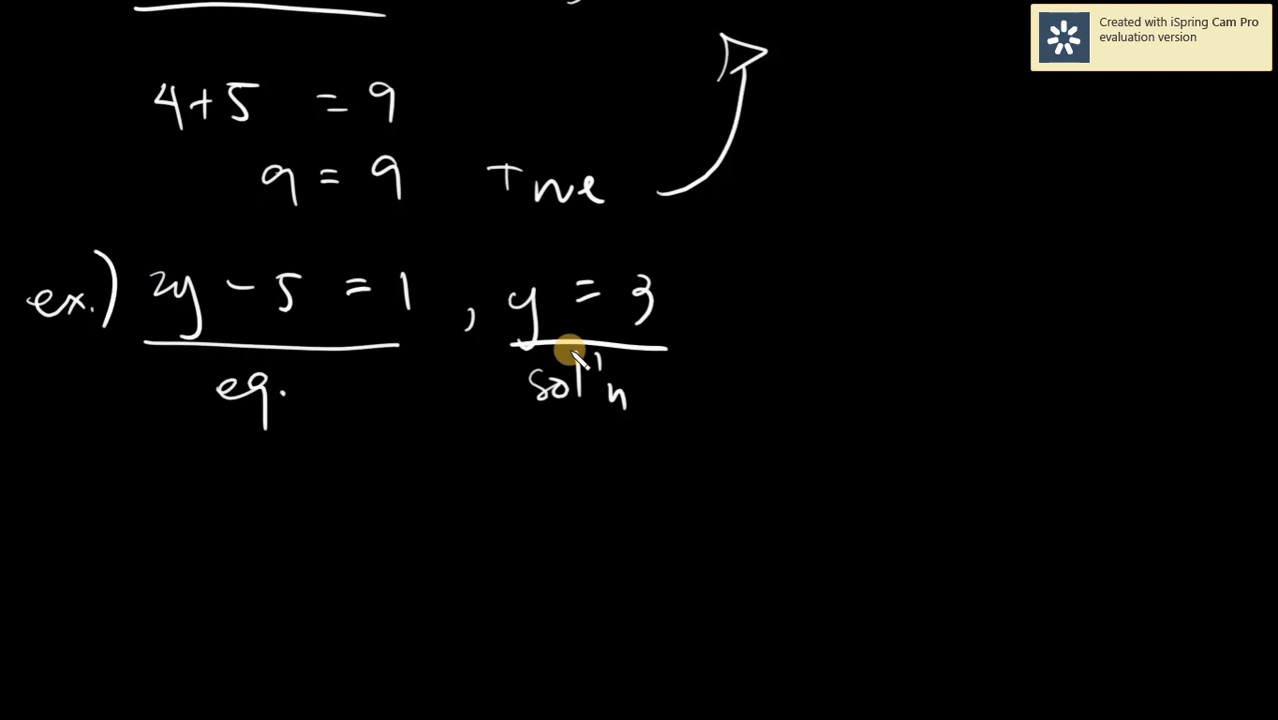 Created with iSpring Cam Pro
evaluation version
4+5 = 9
9 = 9 True
ex.) 2y - 5 = 1 , y = 3
eq. sol'n